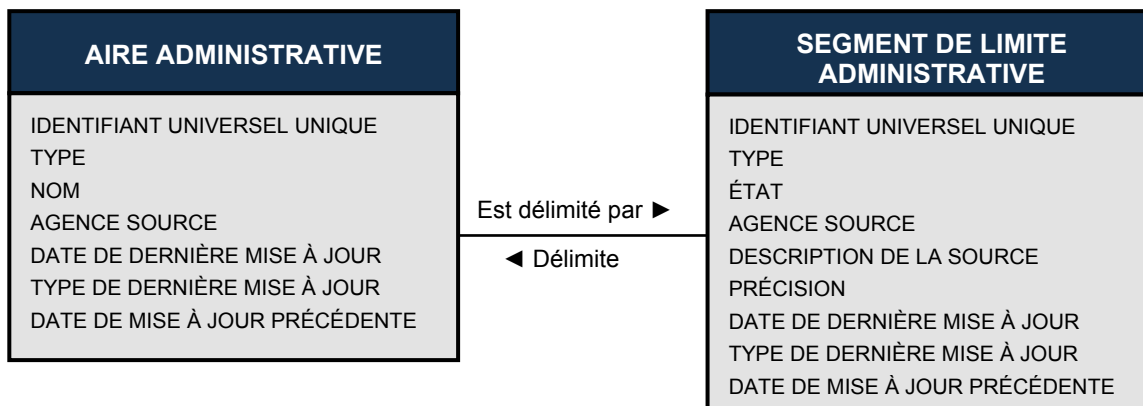 AIRE ADMINISTRATIVE
IDENTIFIANT UNIVERSEL UNIQUE
TYPE
NOM
AGENCE SOURCE
DATE DE DERNIÈRE MISE À JOUR
TYPE DE DERNIÈRE MISE À JOUR
DATE DE MISE À JOUR PRÉCÉDENTE
Est délimité par ►
◄ Délimite
SEGMENT DE LIMITE
ADMINISTRATIVE
IDENTIFIANT UNIVERSEL UNIQUE
TYPE
ÉTAT
AGENCE SOURCE
DESCRIPTION DE LA SOURCE
PRÉCISION
DATE DE DERNIÈRE MISE À JOUR
TYPE DE DERNIÈRE MISE À JOUR
DATE DE MISE À JOUR PRÉCÉDENTE